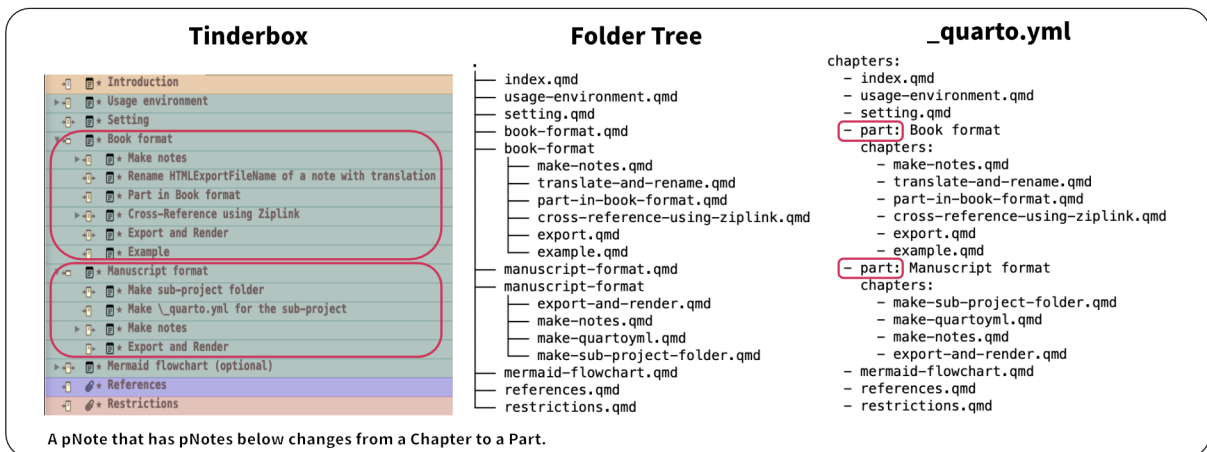 Tinderbox
* Introduction
* Usage environment
* Setting
* Book format
* Make notes
* Rename HTMLExportFileName of a note with translation
* Part in Book format
* Cross-Reference using Ziplink
* Export and Render
* Example
* Manuscript format
* Make sub-project folder
* Make \_quarto.yml for the sub-project
* Make notes
* Export and Render
* Mermaid flowchart (optional)
* References
* Restrictions
Folder Tree
.
├── index.qmd
├── usage-environment.qmd
├── setting.qmd
├── book-format.qmd
├── book-format
│   ├── make-notes.qmd
│   ├── translate-and-rename.qmd
│   ├── part-in-book-format.qmd
│   ├── cross-reference-using-ziplink.qmd
│   ├── export.qmd
│   └── example.qmd
├── manuscript-format.qmd
├── manuscript-format
│   ├── export-and-render.qmd
│   ├── make-notes.qmd
│   ├── make-quartoyml.qmd
│   └── make-sub-project-folder.qmd
├── mermaid-flowchart.qmd
├── references.qmd
└── restrictions.qmd
_quarto.yml
chapters:
- index.qmd
- usage-environment.qmd
- setting.qmd
- part: Book format
chapters:
- make-notes.qmd
- translate-and-rename.qmd
- part-in-book-format.qmd
- cross-reference-using-ziplink.qmd
- export.qmd
- example.qmd
- part: Manuscript format
chapters:
- make-sub-project-folder.qmd
- make-quartoyml.qmd
- make-notes.qmd
- export-and-render.qmd
- mermaid-flowchart.qmd
- references.qmd
- restrictions.qmd
A pNote that has pNotes below changes from a Chapter to a Part.